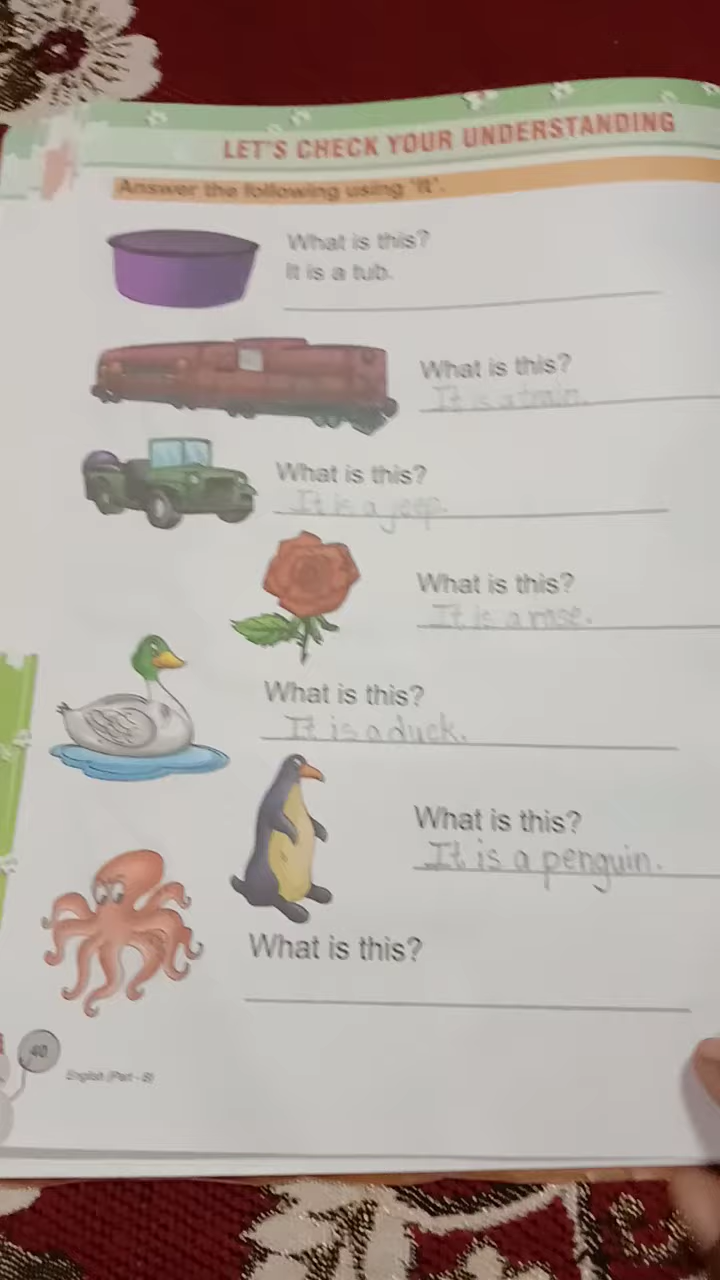 LET'S CHECK YOUR UNDERSTANDING
Answer the following using 'It'.
What is this?
It is a tub.
What is this?
It is a train.
What is this?
It is a jeep.
What is this?
It is a rose.
What is this?
It is a duck.
What is this?
It is a penguin.
What is this?
40
English (Part - B)